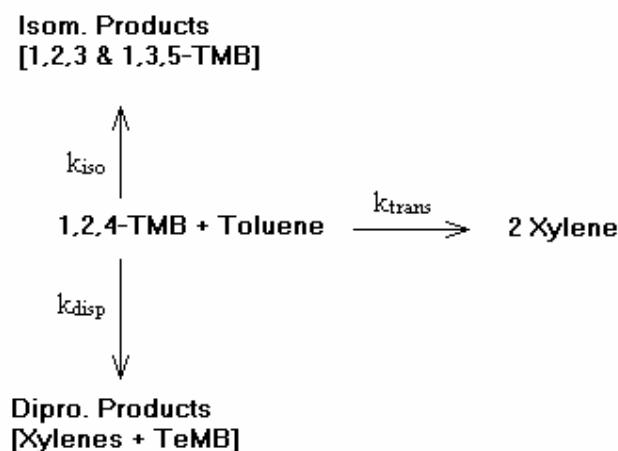 Isom. Products
[1,2,3 & 1,3,5-TMB]
kiso
1,2,4-TMB + Toluene
ktrans
2 Xylene
kdisp
Dipro. Products
[Xylenes + TeMB]